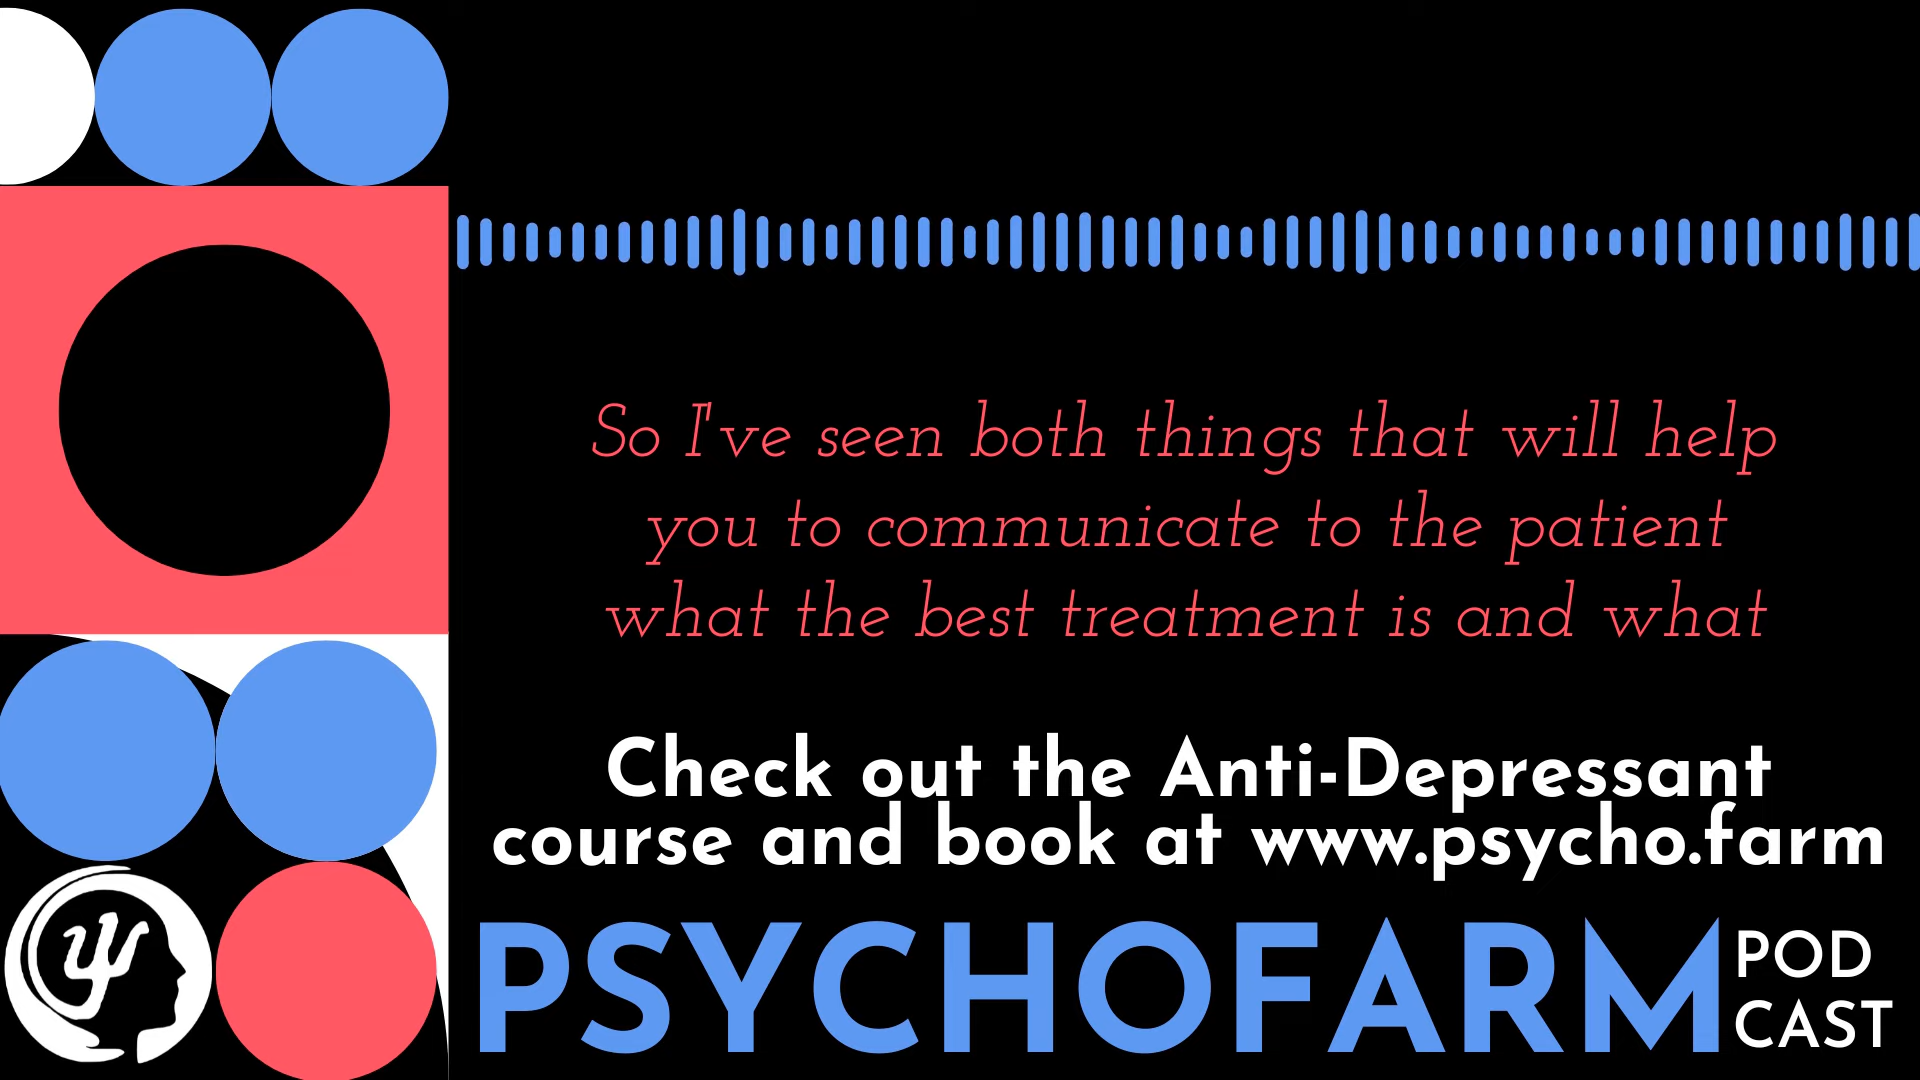 So I've seen both things that will help
you to communicate to the patient
what the best treatment is and what
Check out the Anti-Depressant
course and book at www.psycho.farm
PSYCHOFARM
POD
CAST
ψ